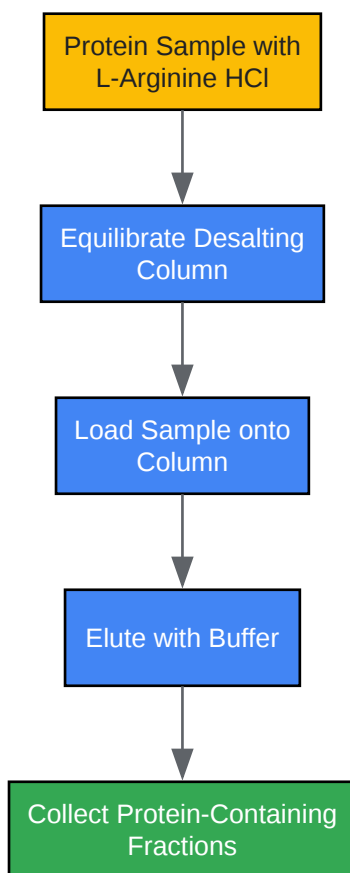 Protein Sample with
L-Arginine HCl
Equilibrate Desalting
Column
Load Sample onto
Column
Elute with Buffer
Collect Protein-Containing
Fractions